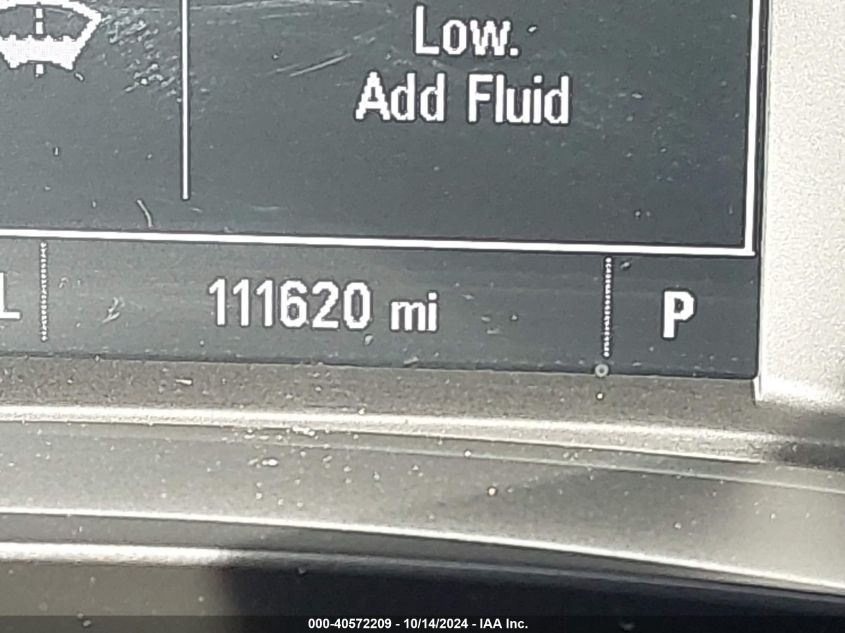 Low.
Add Fluid
L
111620 mi
P
000-40572209 - 10/14/2024 - IAA Inc.